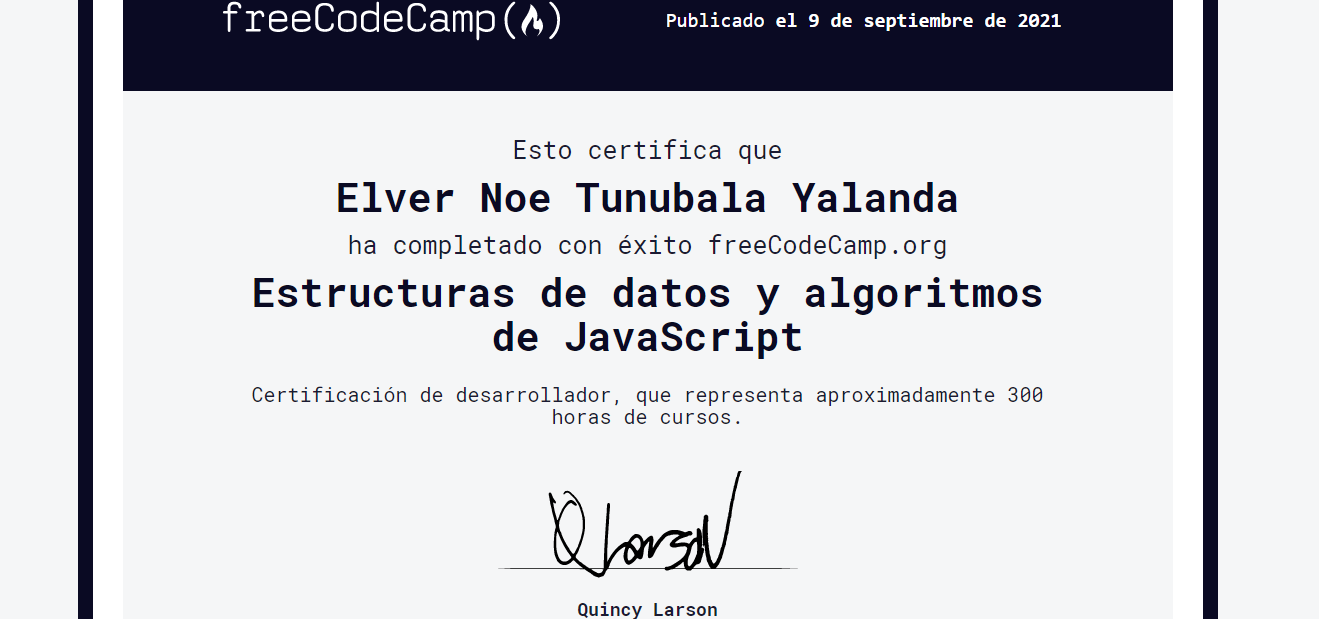 freeCodeCamp(🔥)
Publicado el 9 de septiembre de 2021
Esto certifica que
Elver Noe Tunubala Yalanda
ha completado con éxito freeCodeCamp.org
Estructuras de datos y algoritmos
de JavaScript
Certificación de desarrollador, que representa aproximadamente 300
horas de cursos.
Q Larson
Quincy Larson